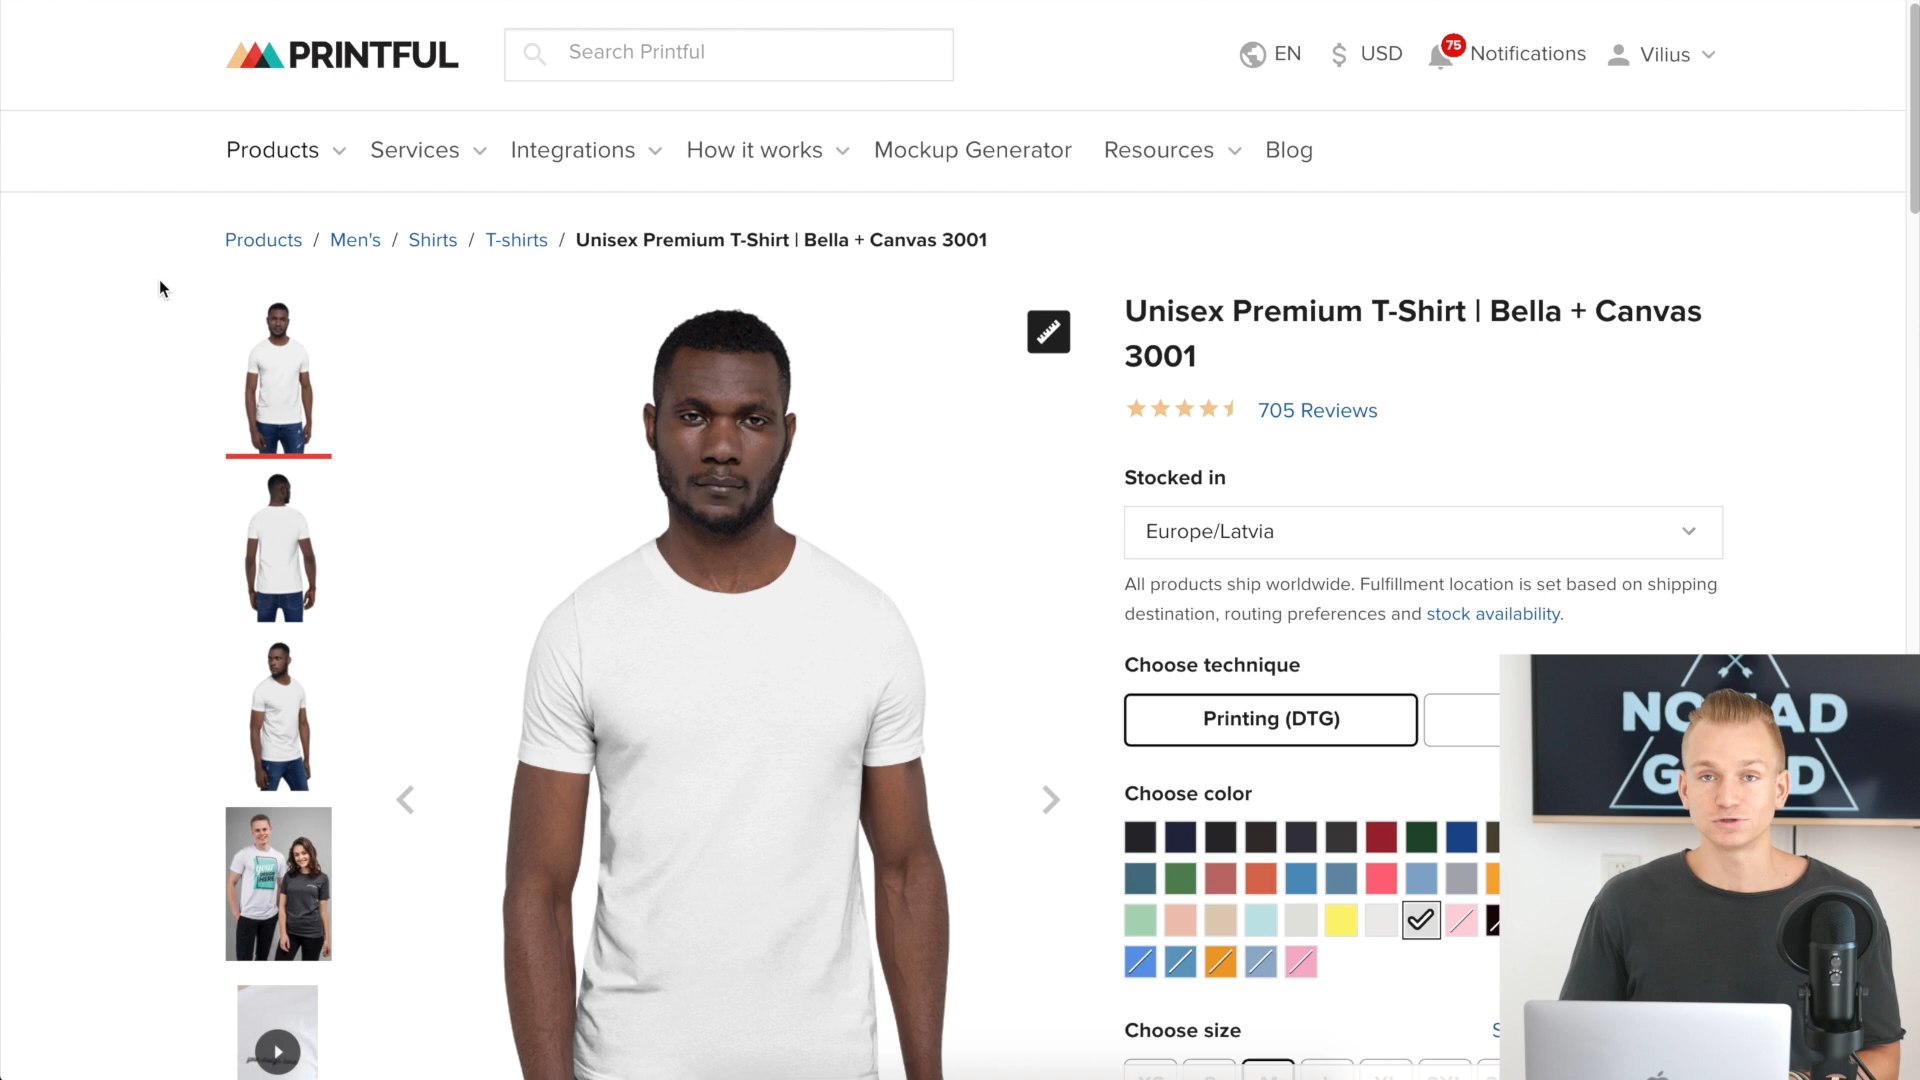 PRINTFUL
Search Printful
EN
USD
75
Notifications
Vilius
Products
Services
Integrations
How it works
Mockup Generator
Resources
Blog
Products / Men's / Shirts / T-shirts / Unisex Premium T-Shirt | Bella + Canvas 3001
Unisex Premium T-Shirt | Bella + Canvas
3001
705 Reviews
Stocked in
Europe/Latvia
All products ship worldwide. Fulfillment location is set based on shipping
destination, routing preferences and stock availability.
Choose technique
Printing (DTG)
Choose color
Choose size